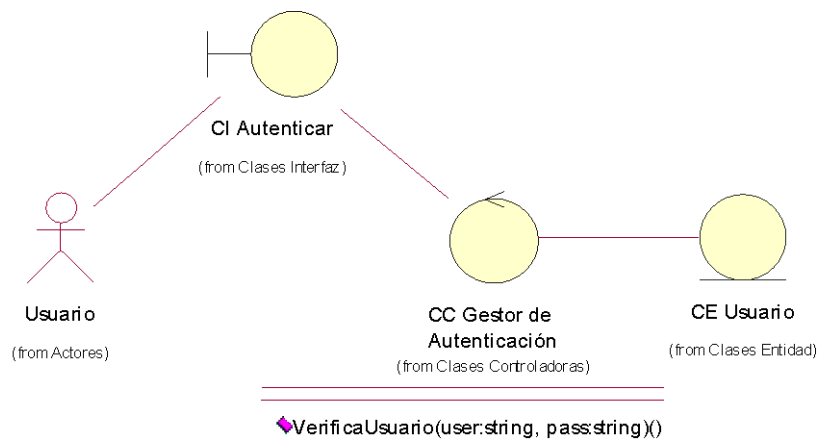 CI Autenticar
(from Clases Interfaz)
Usuario
(from Actores)
CC Gestor de
Autenticación
(from Clases Controladoras)
CE Usuario
(from Clases Entidad)
VerificaUsuario(user:string, pass:string)()